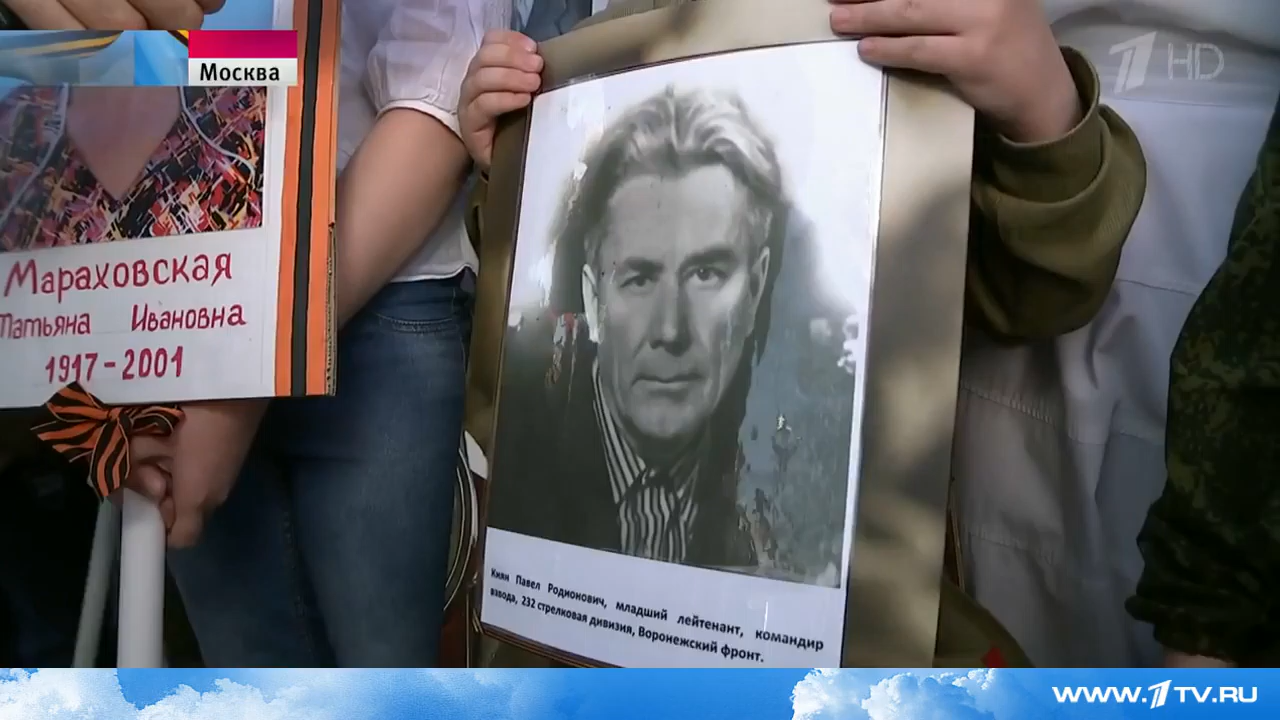 Москва
1 HD
Мараховская
Татьяна Ивановна
1917-2001
Киян Павел Родионович, младший лейтенант, командир
взвода, 232 стрелковая дивизия, Воронежский фронт.
www.1TV.RU